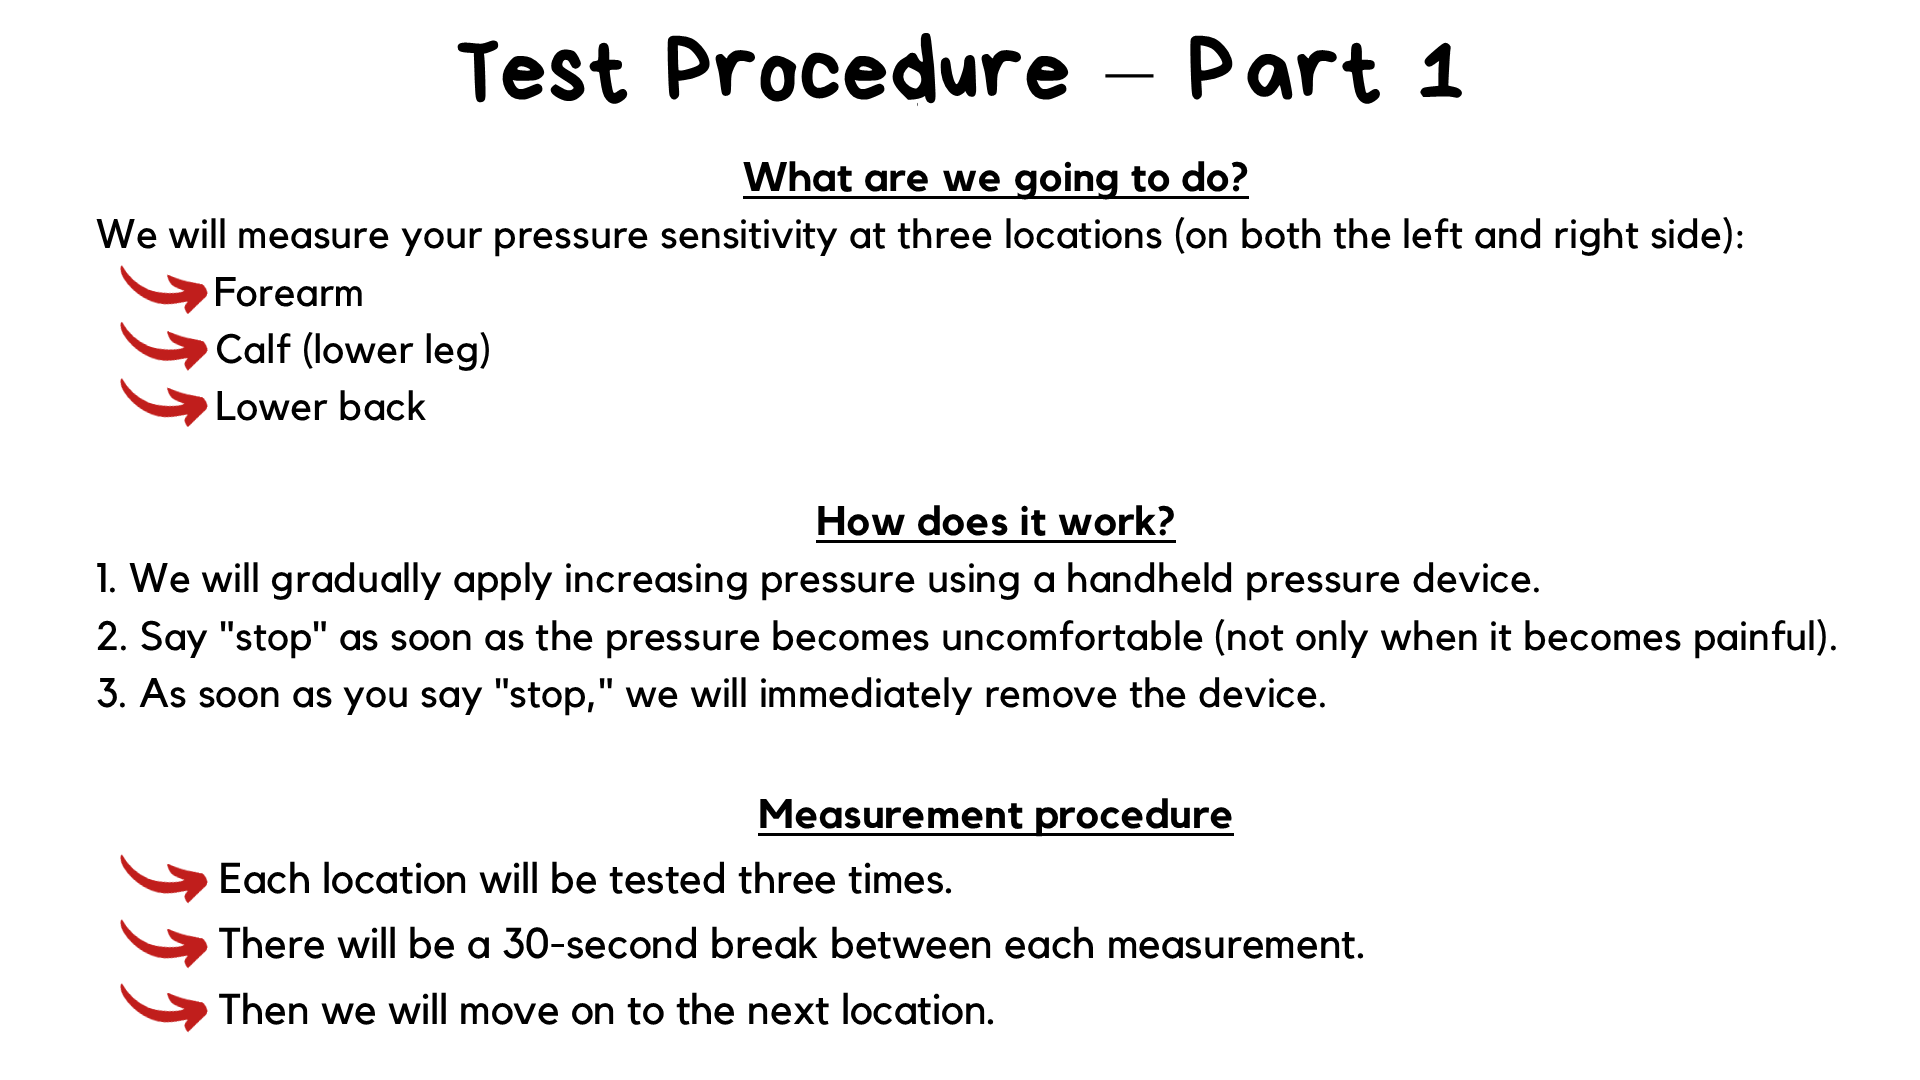 Test Procedure – Part 1
What are we going to do?
We will measure your pressure sensitivity at three locations (on both the left and right side):
Forearm
Calf (lower leg)
Lower back
How does it work?
1. We will gradually apply increasing pressure using a handheld pressure device.
2. Say "stop" as soon as the pressure becomes uncomfortable (not only when it becomes painful).
3. As soon as you say "stop," we will immediately remove the device.
Measurement procedure
Each location will be tested three times.
There will be a 30-second break between each measurement.
Then we will move on to the next location.